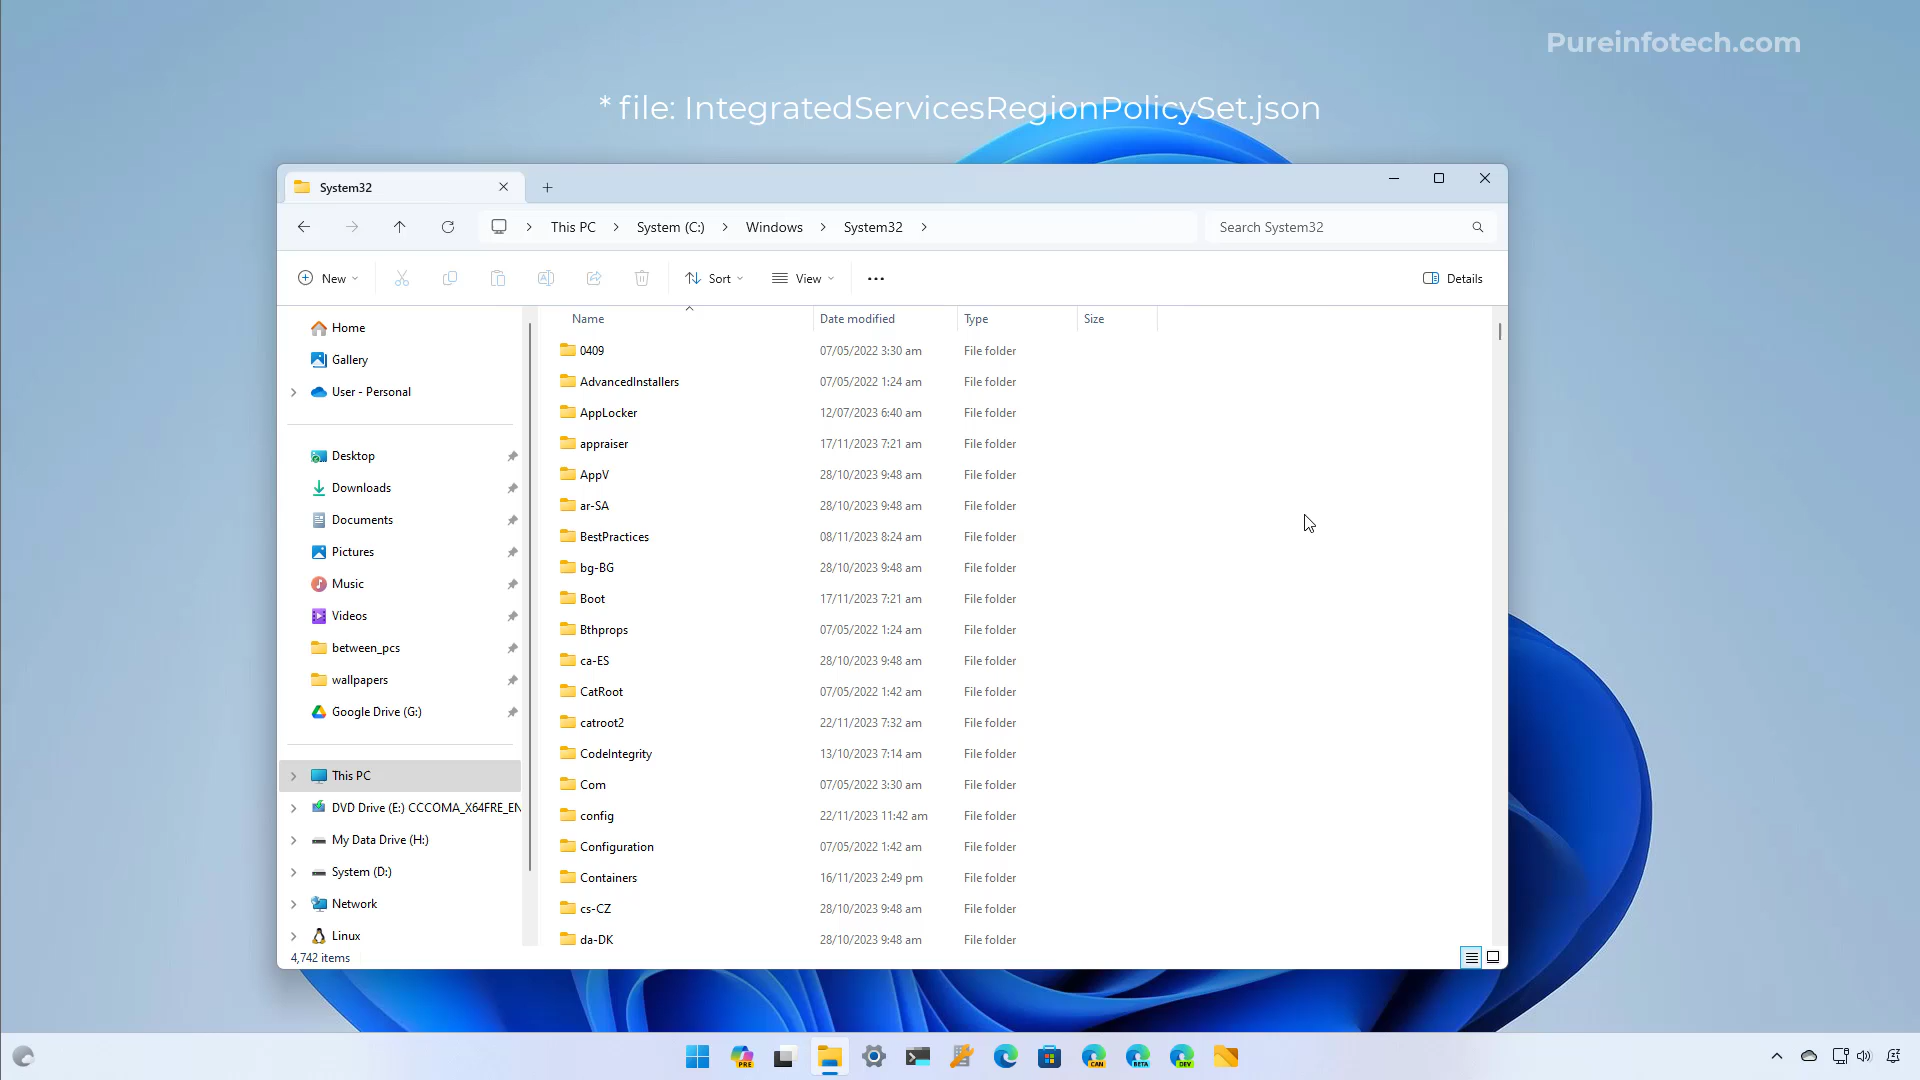 Pureinfotech.com
* file: IntegratedServicesRegionPolicySet.json
System32
This PC System (C:) Windows System32
Search System32
New
Sort
View
Details
Name Date modified Type Size
Home
Gallery
User - Personal
Desktop
Downloads
Documents
Pictures
Music
Videos
between_pcs
wallpapers
Google Drive (G:)
This PC
DVD Drive (E:) CCCOMA_X64FRE_EN
My Data Drive (H:)
System (D:)
Network
Linux
0409 07/05/2022 3:30 am File folder
AdvancedInstallers 07/05/2022 1:24 am File folder
AppLocker 12/07/2023 6:40 am File folder
appraiser 17/11/2023 7:21 am File folder
AppV 28/10/2023 9:48 am File folder
ar-SA 28/10/2023 9:48 am File folder
BestPractices 08/11/2023 8:24 am File folder
bg-BG 28/10/2023 9:48 am File folder
Boot 17/11/2023 7:21 am File folder
Bthprops 07/05/2022 1:24 am File folder
ca-ES 28/10/2023 9:48 am File folder
CatRoot 07/05/2022 1:42 am File folder
catroot2 22/11/2023 7:32 am File folder
CodeIntegrity 13/10/2023 7:14 am File folder
Com 07/05/2022 3:30 am File folder
config 22/11/2023 11:42 am File folder
Configuration 07/05/2022 1:42 am File folder
Containers 16/11/2023 2:49 pm File folder
cs-CZ 28/10/2023 9:48 am File folder
da-DK 28/10/2023 9:48 am File folder
4,742 items
PRE
CAN
BETA
DEV